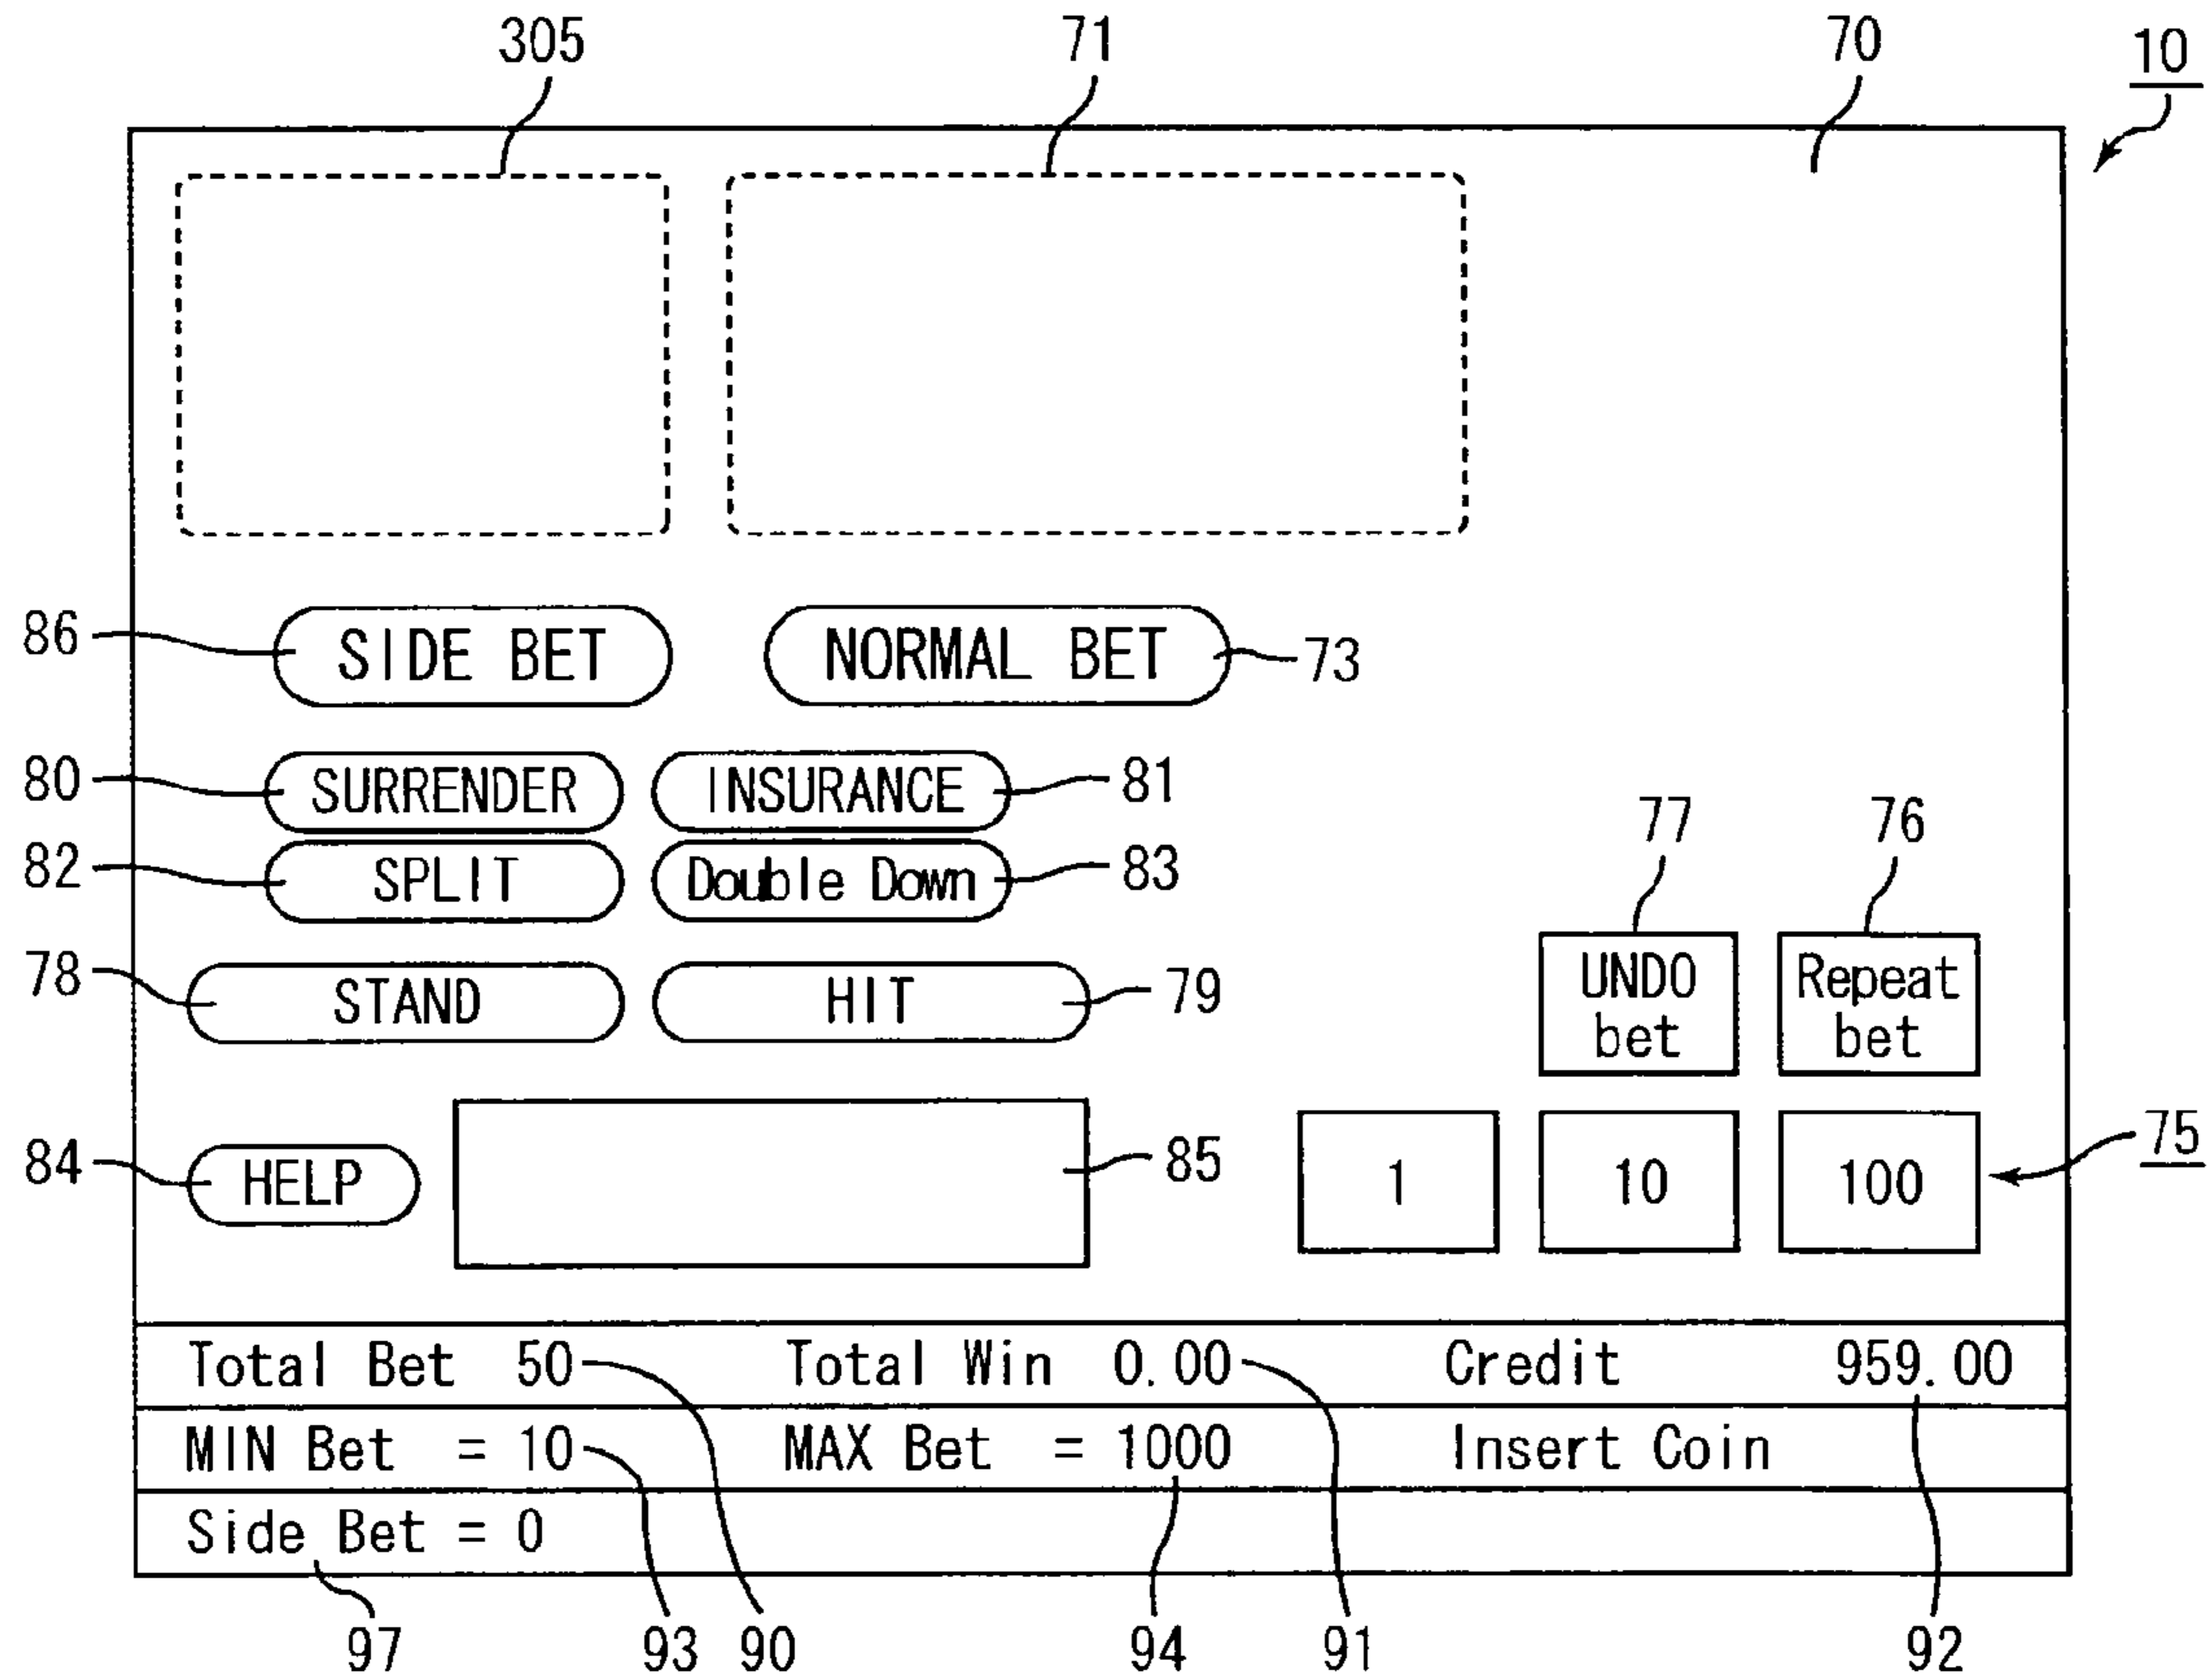 305 71 70 10
86 SIDE BET NORMAL BET 73
80 SURRENDER INSURANCE 81
77 76
82 SPLIT Double Down 83
78 STAND HIT 79 UNDO bet Repeat bet
84 HELP 85 1 10 100 75
Total Bet 50 Total Win 0.00 Credit 959.00
MIN Bet = 10 MAX Bet = 1000 Insert Coin
Side Bet = 0
97 93 90 94 91 92